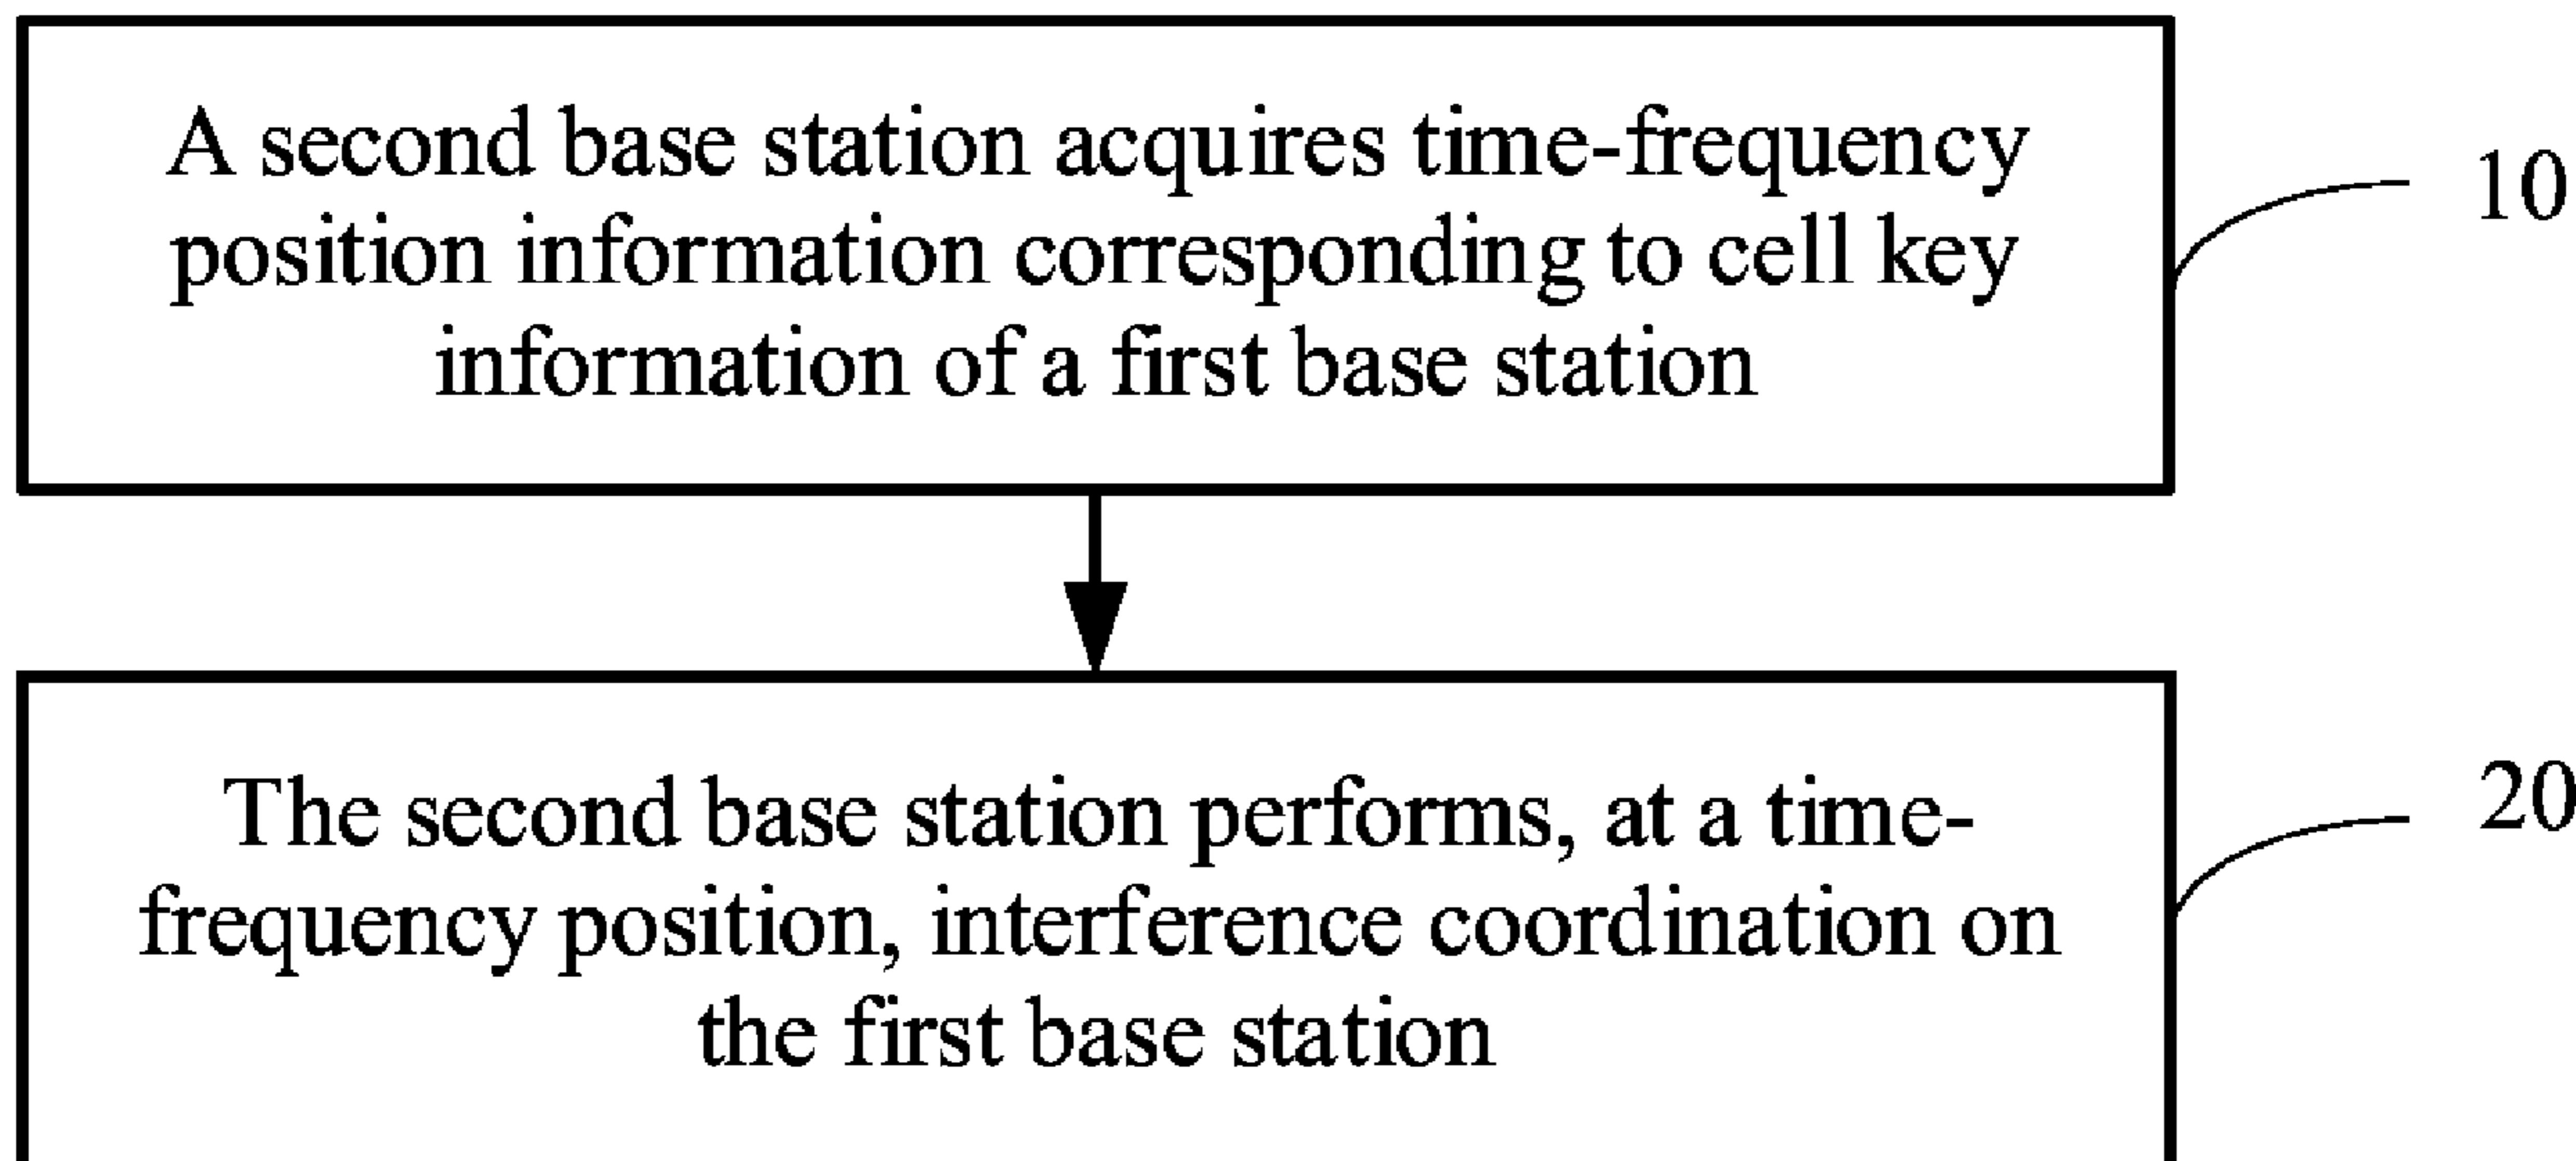 A second base station acquires time-frequency
position information corresponding to cell key
information of a first base station
10
The second base station performs, at a time-
frequency position, interference coordination on
the first base station
20